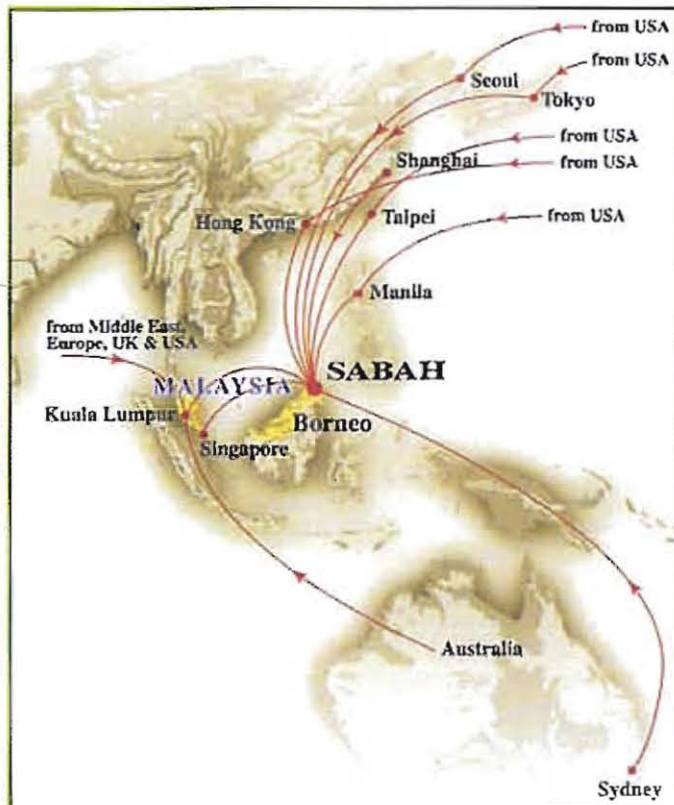 from USA
from USA
Seoul
Tokyo
from USA
Shanghai
from USA
Hong Kong
Taipei
from USA
Manila
from Middle East,
Europe, UK & USA
SABAH
MALAYSIA
Kuala Lumpur
Borneo
Singapore
Australia
Sydney